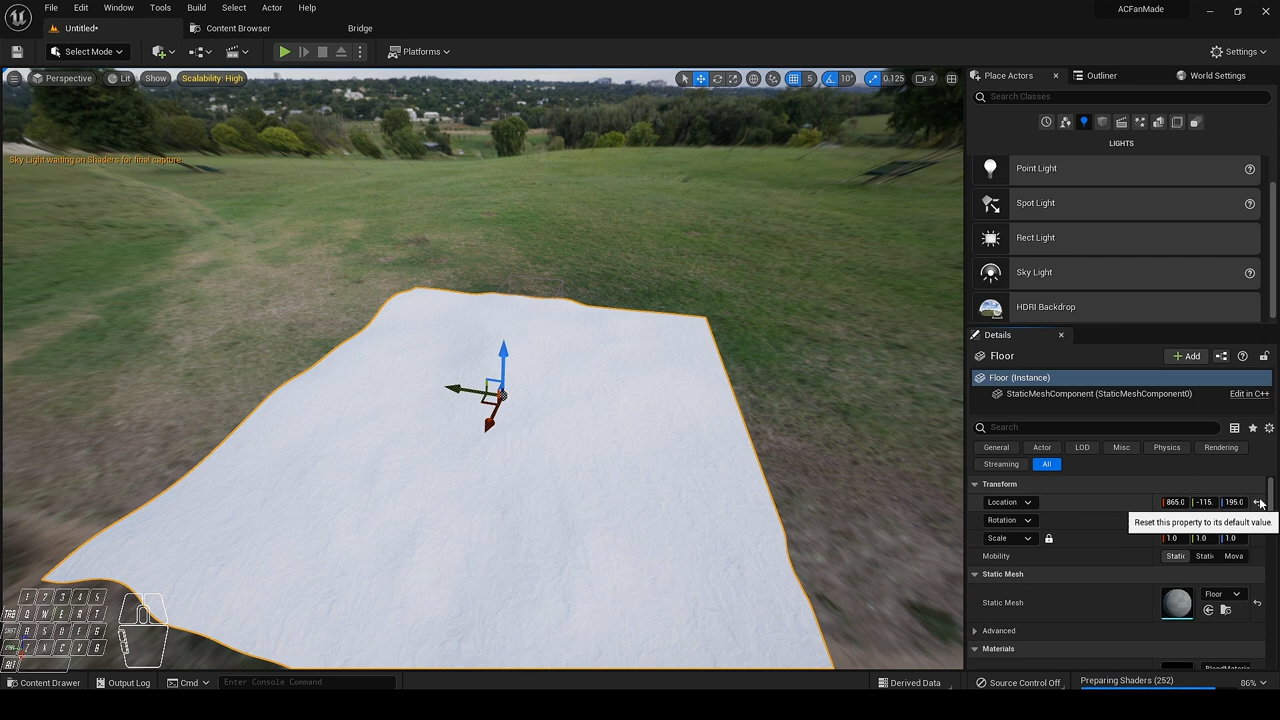 File Edit Window Tools Build Select Actor Help
ACFanMade
Untitled*
Content Browser
Bridge
Select Mode
Platforms
Settings
Perspective
Lit
Show
Scalability: High
5
10°
0.125
4
Sky Light waiting on Shaders for final capture.
Place Actors
Outliner
World Settings
Search Classes
LIGHTS
Point Light
Spot Light
Rect Light
Sky Light
HDRI Backdrop
Details
Floor
Add
Floor (Instance)
StaticMeshComponent (StaticMeshComponent0)
Edit in C++
Search
General
Actor
LOD
Misc
Physics
Rendering
Streaming
All
Transform
Location
865.0
-115.
195.0
Reset this property to its default value.
Rotation
Scale
1.0
1.0
1.0
Mobility
Static
Static
Mova
Static Mesh
Static Mesh
Floor
Advanced
Materials
Content Drawer
Output Log
Cmd
Enter Console Command
Derived Data
Source Control Off
Preparing Shaders (252)
86%